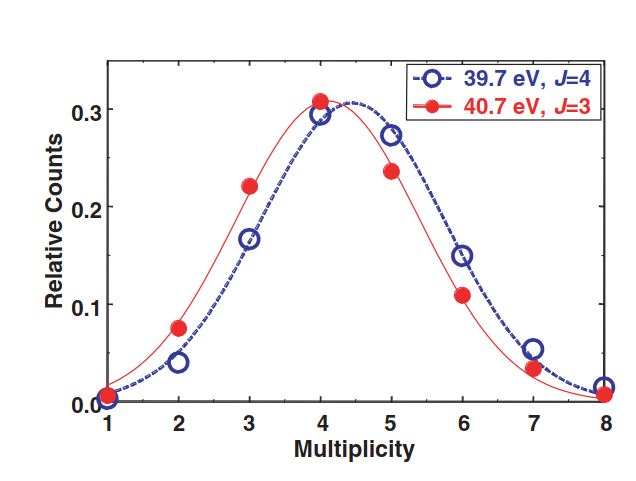 39.7 eV, J=4
40.7 eV, J=3
Relative Counts
0.3
0.2
0.1
0.0
1 2 3 4 5 6 7 8
Multiplicity